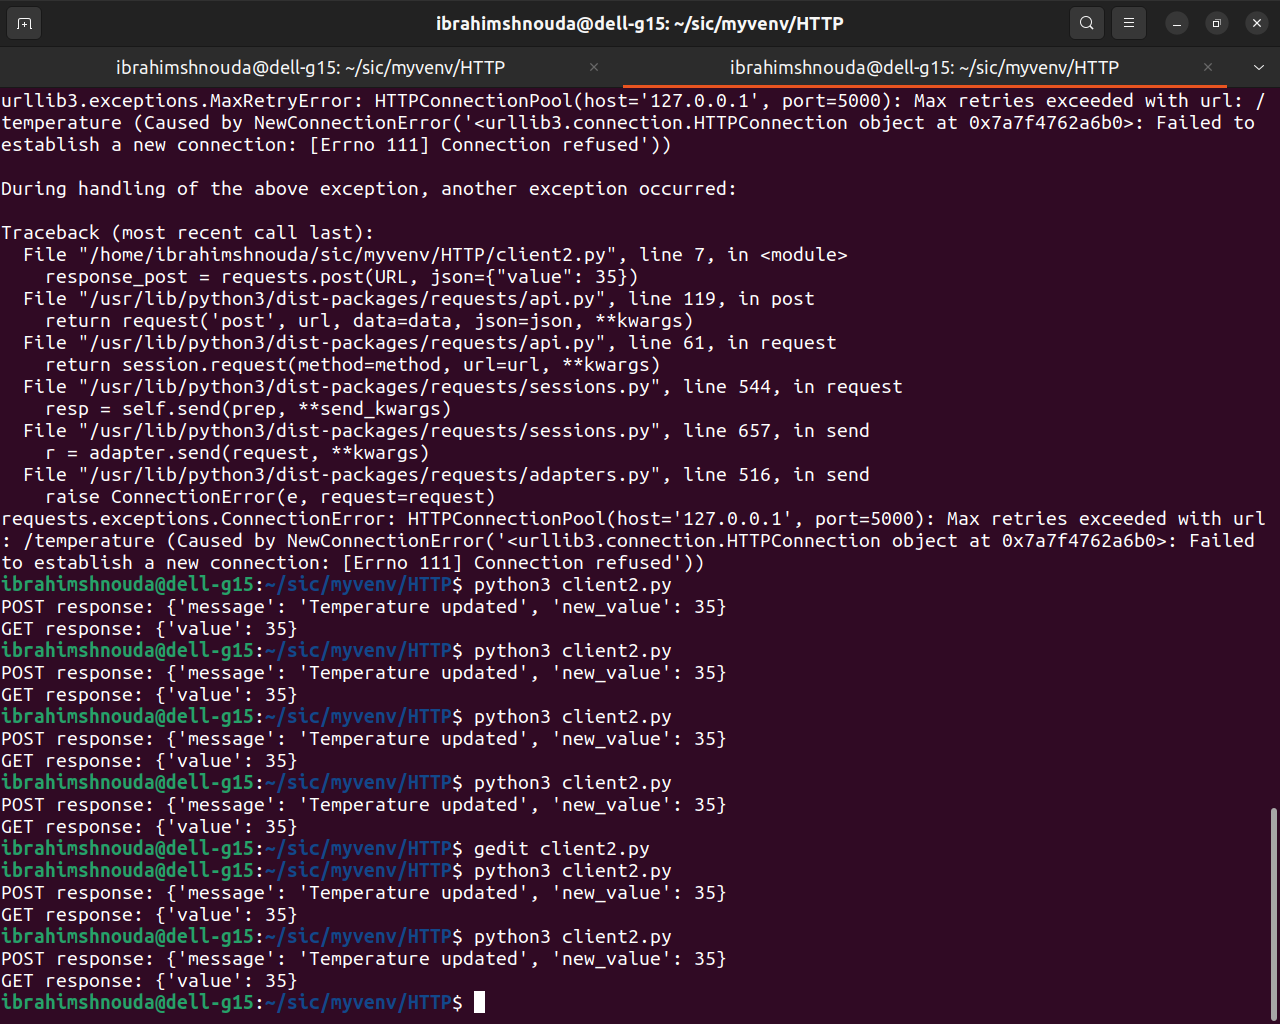 ibrahimshnouda@dell-g15: ~/sic/myvenv/HTTP
ibrahimshnouda@dell-g15: ~/sic/myvenv/HTTP
ibrahimshnouda@dell-g15: ~/sic/myvenv/HTTP
urllib3.exceptions.MaxRetryError: HTTPConnectionPool(host='127.0.0.1', port=5000): Max retries exceeded with url: /
temperature (Caused by NewConnectionError('<urllib3.connection.HTTPConnection object at 0x7a7f4762a6b0>: Failed to
establish a new connection: [Errno 111] Connection refused'))
During handling of the above exception, another exception occurred:
Traceback (most recent call last):
  File "/home/ibrahimshnouda/sic/myvenv/HTTP/client2.py", line 7, in <module>
    response_post = requests.post(URL, json={"value": 35})
  File "/usr/lib/python3/dist-packages/requests/api.py", line 119, in post
    return request('post', url, data=data, json=json, **kwargs)
  File "/usr/lib/python3/dist-packages/requests/api.py", line 61, in request
    return session.request(method=method, url=url, **kwargs)
  File "/usr/lib/python3/dist-packages/requests/sessions.py", line 544, in request
    resp = self.send(prep, **send_kwargs)
  File "/usr/lib/python3/dist-packages/requests/sessions.py", line 657, in send
    r = adapter.send(request, **kwargs)
  File "/usr/lib/python3/dist-packages/requests/adapters.py", line 516, in send
    raise ConnectionError(e, request=request)
requests.exceptions.ConnectionError: HTTPConnectionPool(host='127.0.0.1', port=5000): Max retries exceeded with url
: /temperature (Caused by NewConnectionError('<urllib3.connection.HTTPConnection object at 0x7a7f4762a6b0>: Failed
to establish a new connection: [Errno 111] Connection refused'))
ibrahimshnouda@dell-g15:~/sic/myvenv/HTTP$ python3 client2.py
POST response: {'message': 'Temperature updated', 'new_value': 35}
GET response: {'value': 35}
ibrahimshnouda@dell-g15:~/sic/myvenv/HTTP$ python3 client2.py
POST response: {'message': 'Temperature updated', 'new_value': 35}
GET response: {'value': 35}
ibrahimshnouda@dell-g15:~/sic/myvenv/HTTP$ python3 client2.py
POST response: {'message': 'Temperature updated', 'new_value': 35}
GET response: {'value': 35}
ibrahimshnouda@dell-g15:~/sic/myvenv/HTTP$ python3 client2.py
POST response: {'message': 'Temperature updated', 'new_value': 35}
GET response: {'value': 35}
ibrahimshnouda@dell-g15:~/sic/myvenv/HTTP$ gedit client2.py
ibrahimshnouda@dell-g15:~/sic/myvenv/HTTP$ python3 client2.py
POST response: {'message': 'Temperature updated', 'new_value': 35}
GET response: {'value': 35}
ibrahimshnouda@dell-g15:~/sic/myvenv/HTTP$ python3 client2.py
POST response: {'message': 'Temperature updated', 'new_value': 35}
GET response: {'value': 35}
ibrahimshnouda@dell-g15:~/sic/myvenv/HTTP$